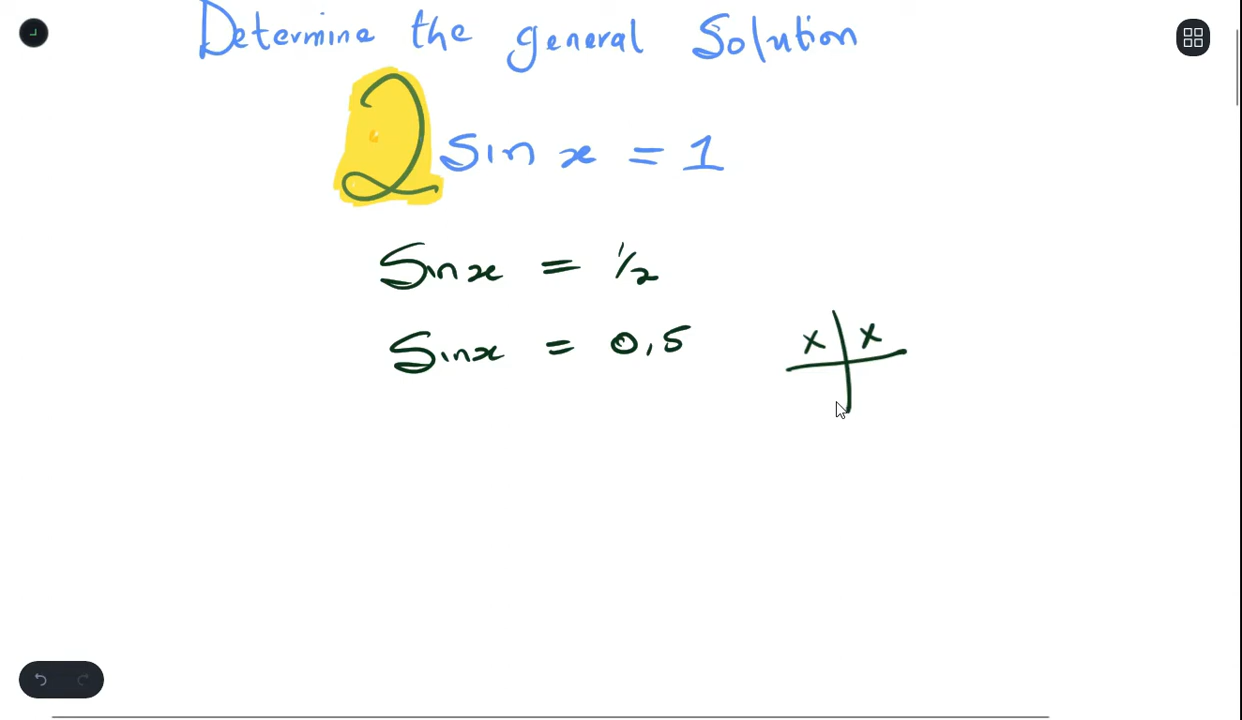 Determine the general Solution
2 sin x = 1
Sin x = 1/2
Sin x = 0,5
x x